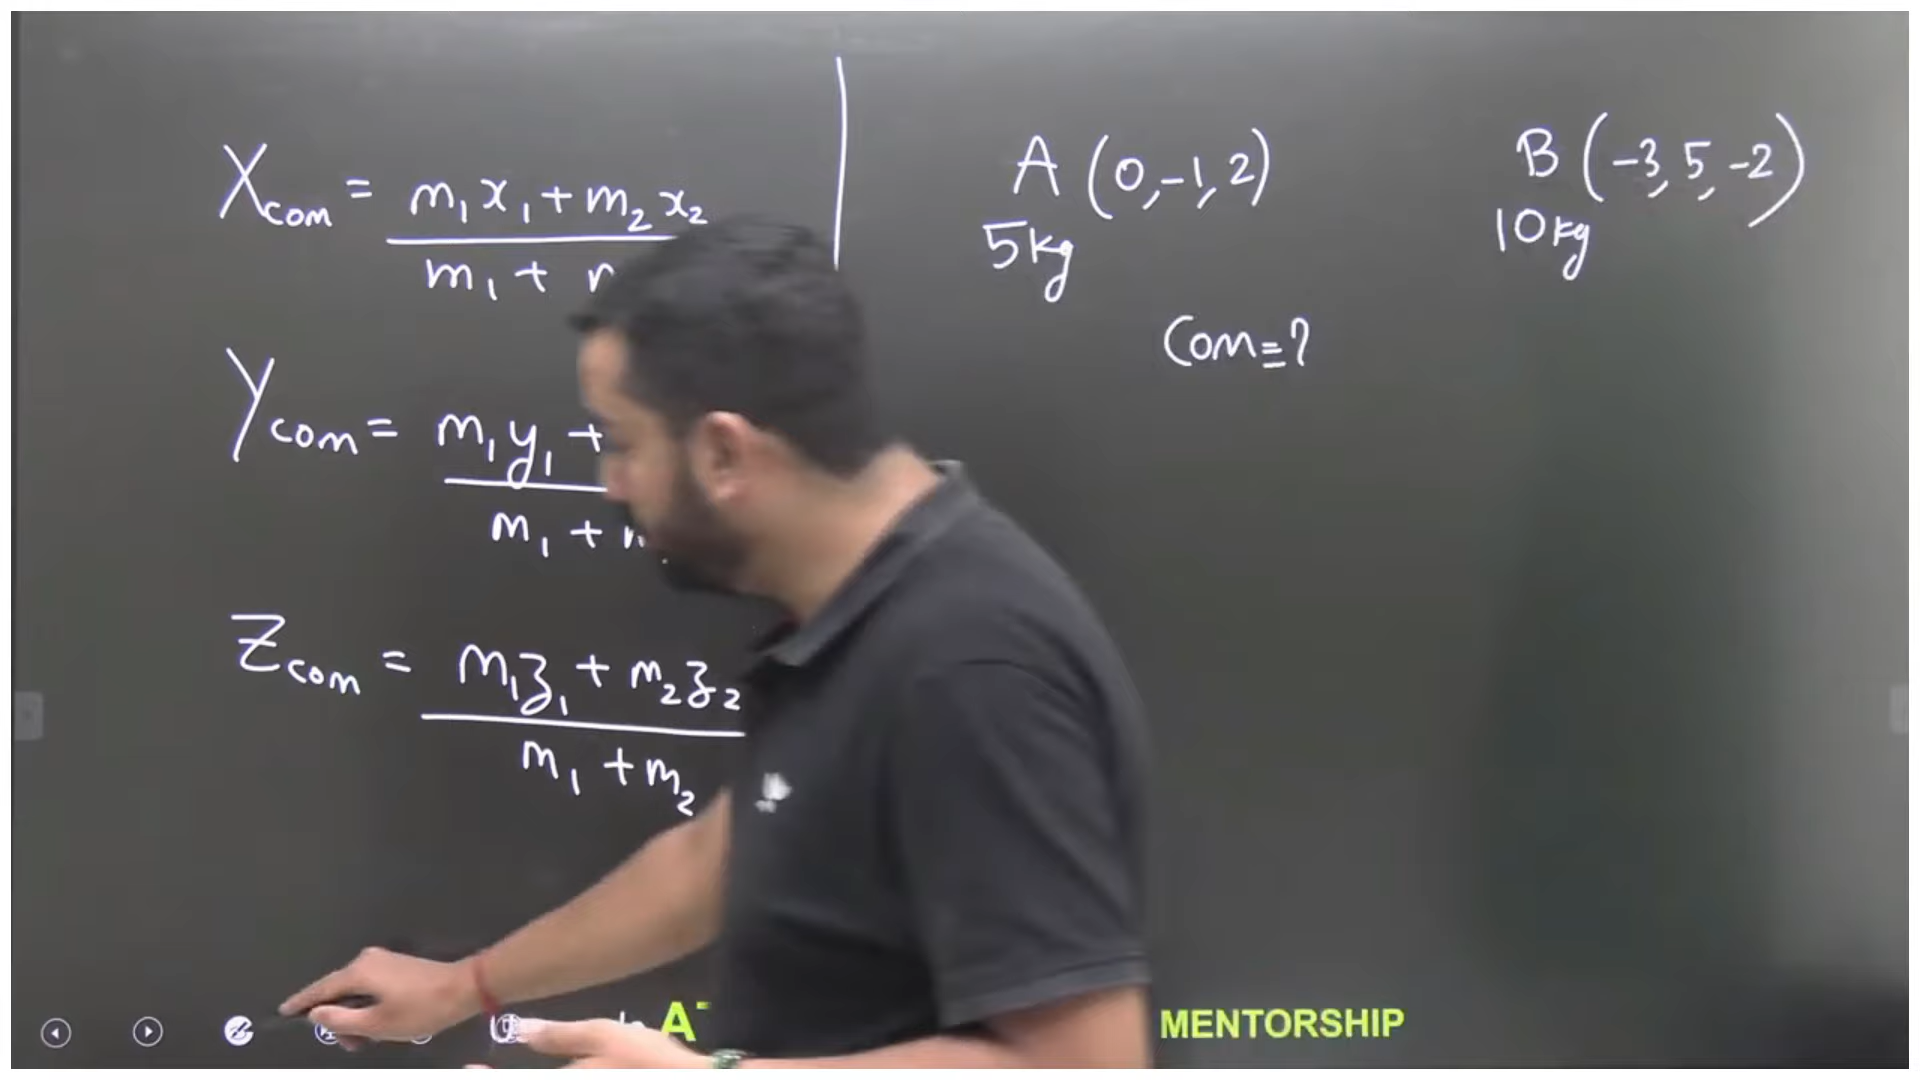 Xcom = m₁x₁ + m₂x₂
m₁ +
Ycom = m₁y₁ +
m₁ +
Zcom = m₁z₁ + m₂z₂
m₁ + m₂
A (0,-1,2)
5kg
B (-3,5,-2)
10kg
Com = ?
MENTORSHIP